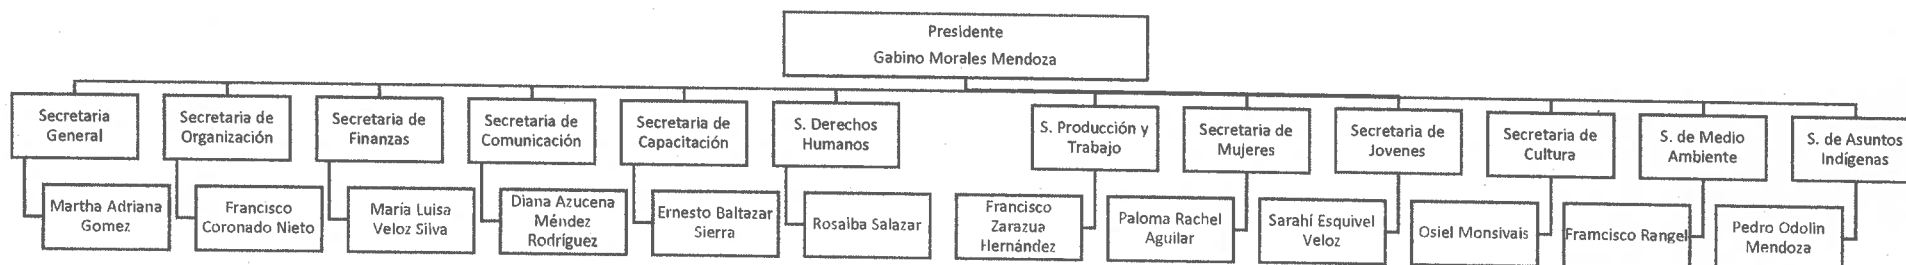 Presidente
Gabino Morales Mendoza
Secretaria
General
Secretaria de
Organización
Secretaria de
Finanzas
Secretaria de
Comunicación
Secretaria de
Capacitación
S. Derechos
Humanos
S. Producción y
Trabajo
Secretaria de
Mujeres
Secretaria de
Jovenes
Secretaria de
Cultura
S. de Medio
Ambiente
S. de Asuntos
Indígenas
Martha Adriana
Gomez
Francisco
Coronado Nieto
María Luisa
Veloz Silva
Diana Azucena
Méndez
Rodríguez
Ernesto Baltazar
Sierra
Rosalba Salazar
Francisco
Zarazua
Hernández
Paloma Rachel
Aguilar
Sarahí Esquivel
Veloz
Osiel Monsivais
Framcisco Rangel
Pedro Odolin
Mendoza